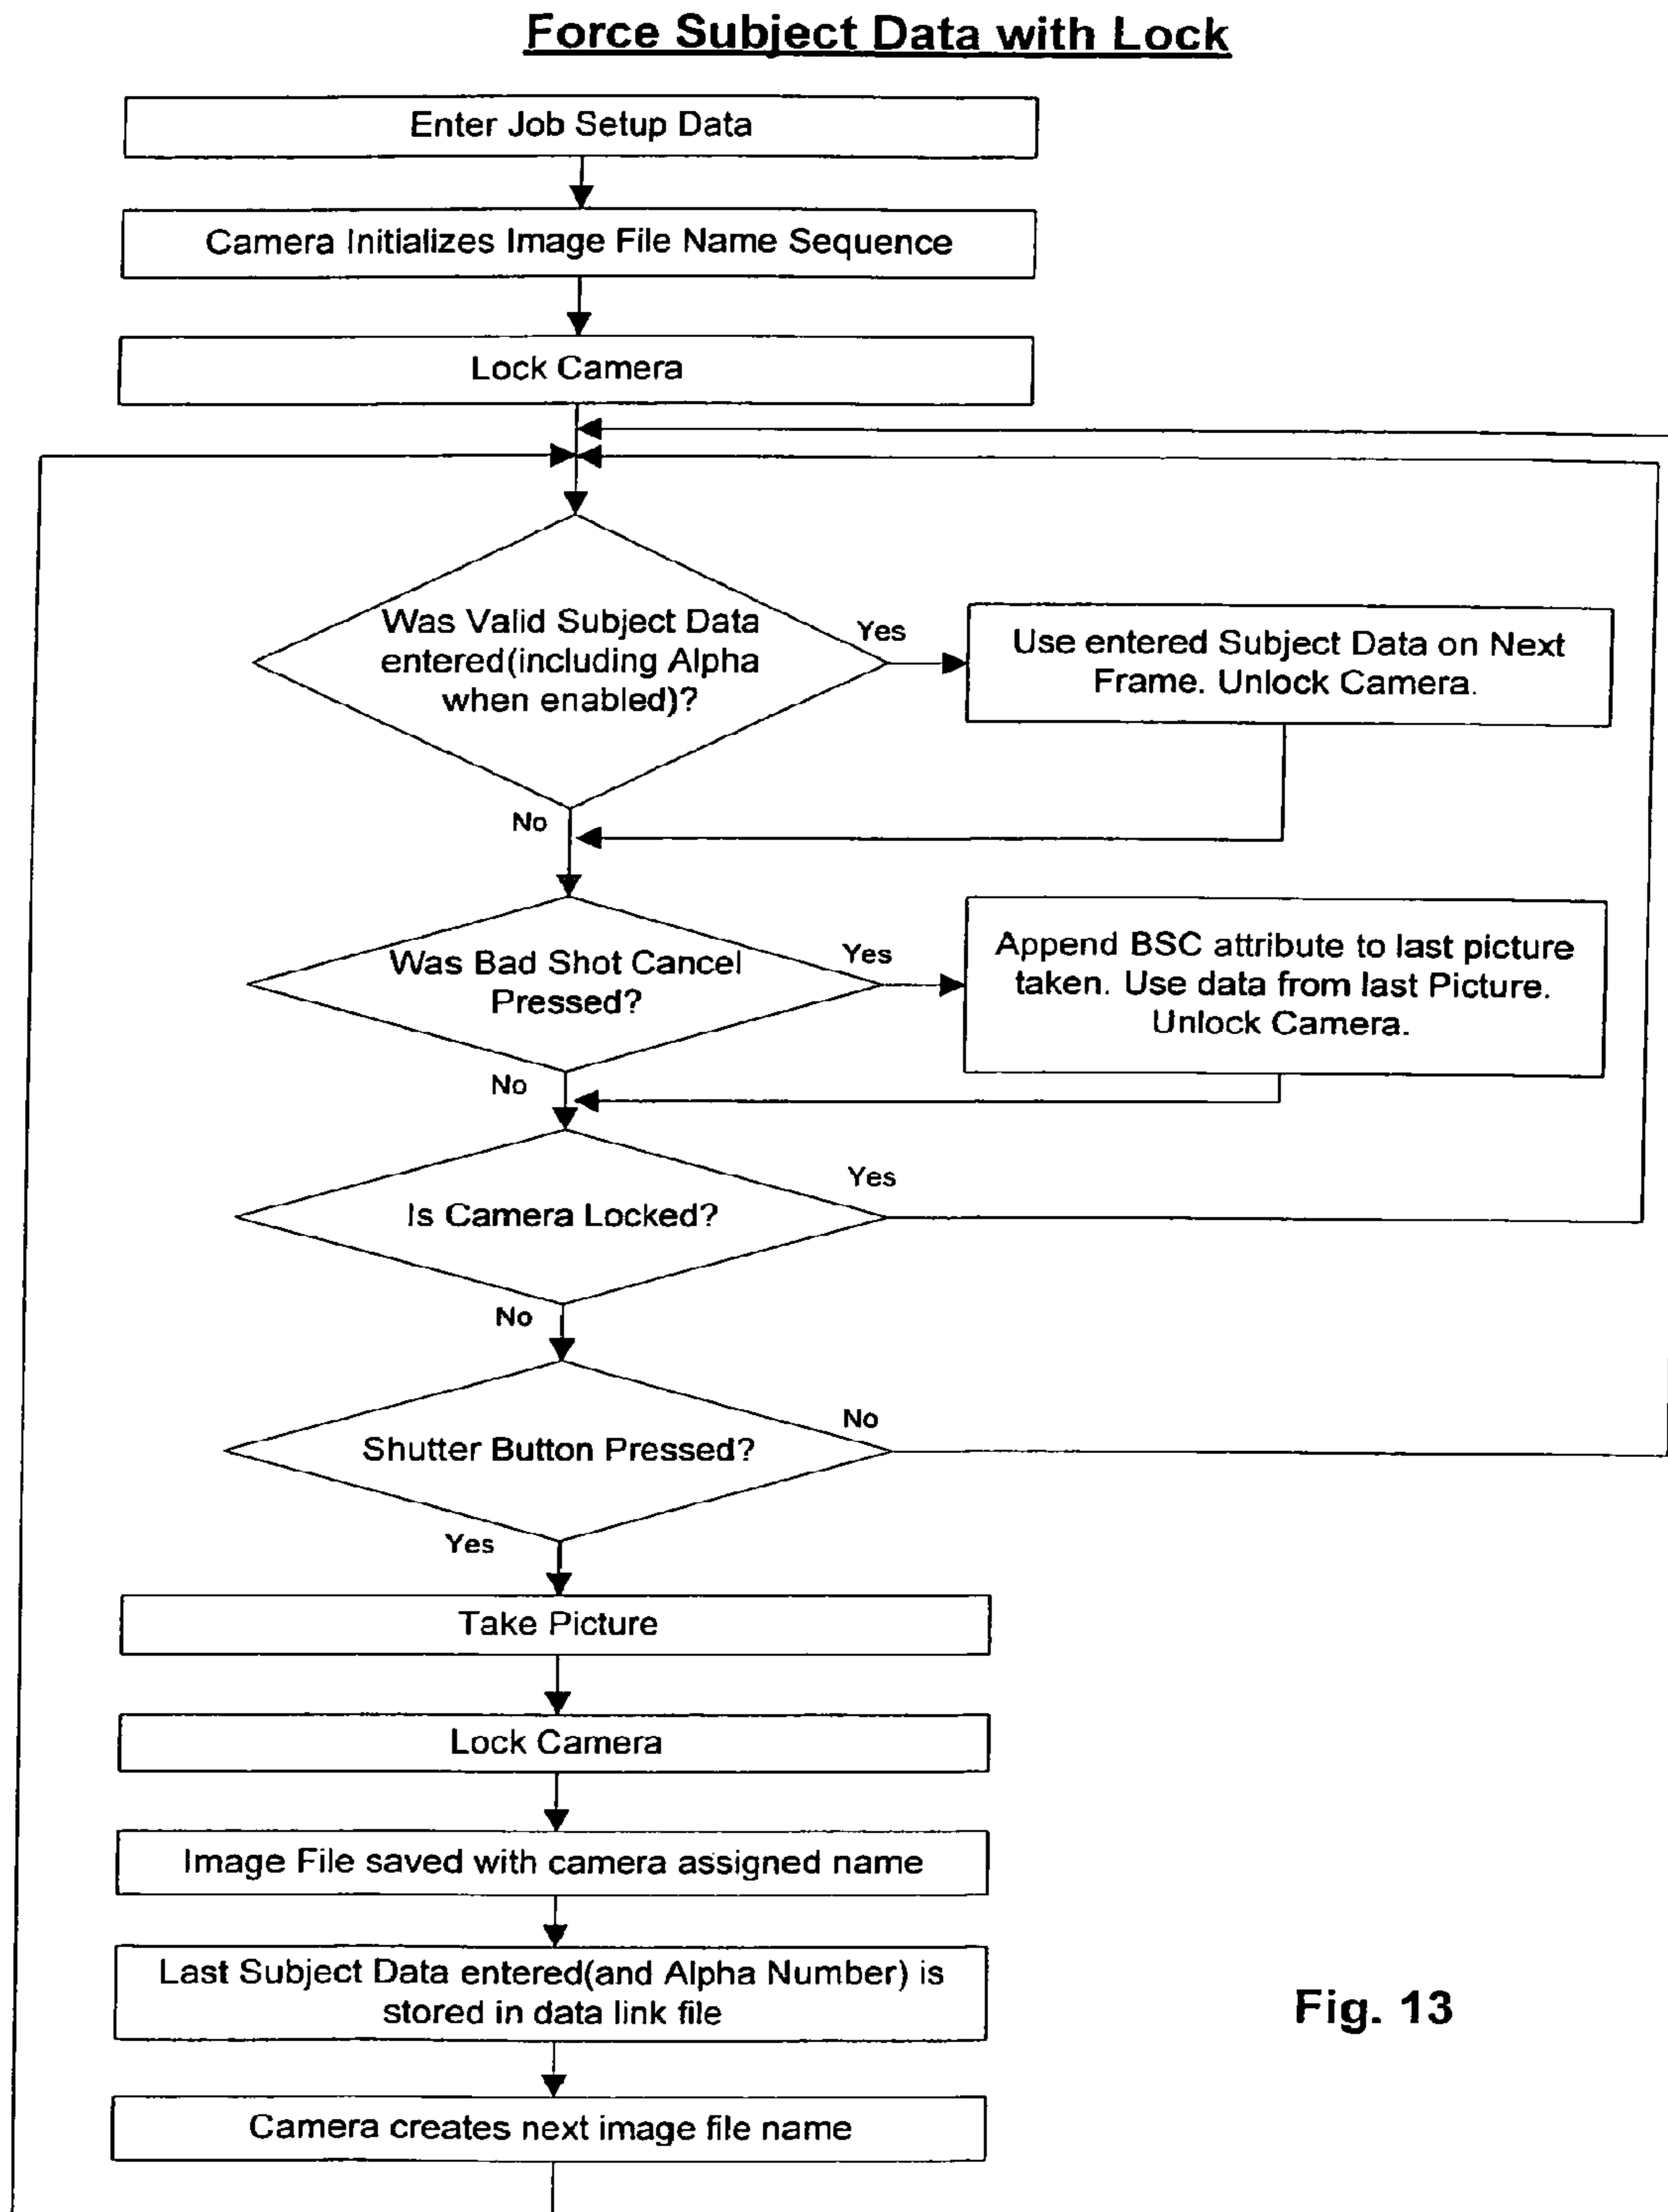 Force Subject Data with Lock
Enter Job Setup Data
Camera Initializes Image File Name Sequence
Lock Camera
Was Valid Subject Data
entered(including Alpha
when enabled)?
Yes
Use entered Subject Data on Next
Frame. Unlock Camera.
No
Was Bad Shot Cancel
Pressed?
Yes
Append BSC attribute to last picture
taken. Use data from last Picture.
Unlock Camera.
No
Is Camera Locked?
Yes
No
Shutter Button Pressed?
No
Yes
Take Picture
Lock Camera
Image File saved with camera assigned name
Last Subject Data entered(and Alpha Number) is
stored in data link file
Camera creates next image file name
Fig. 13